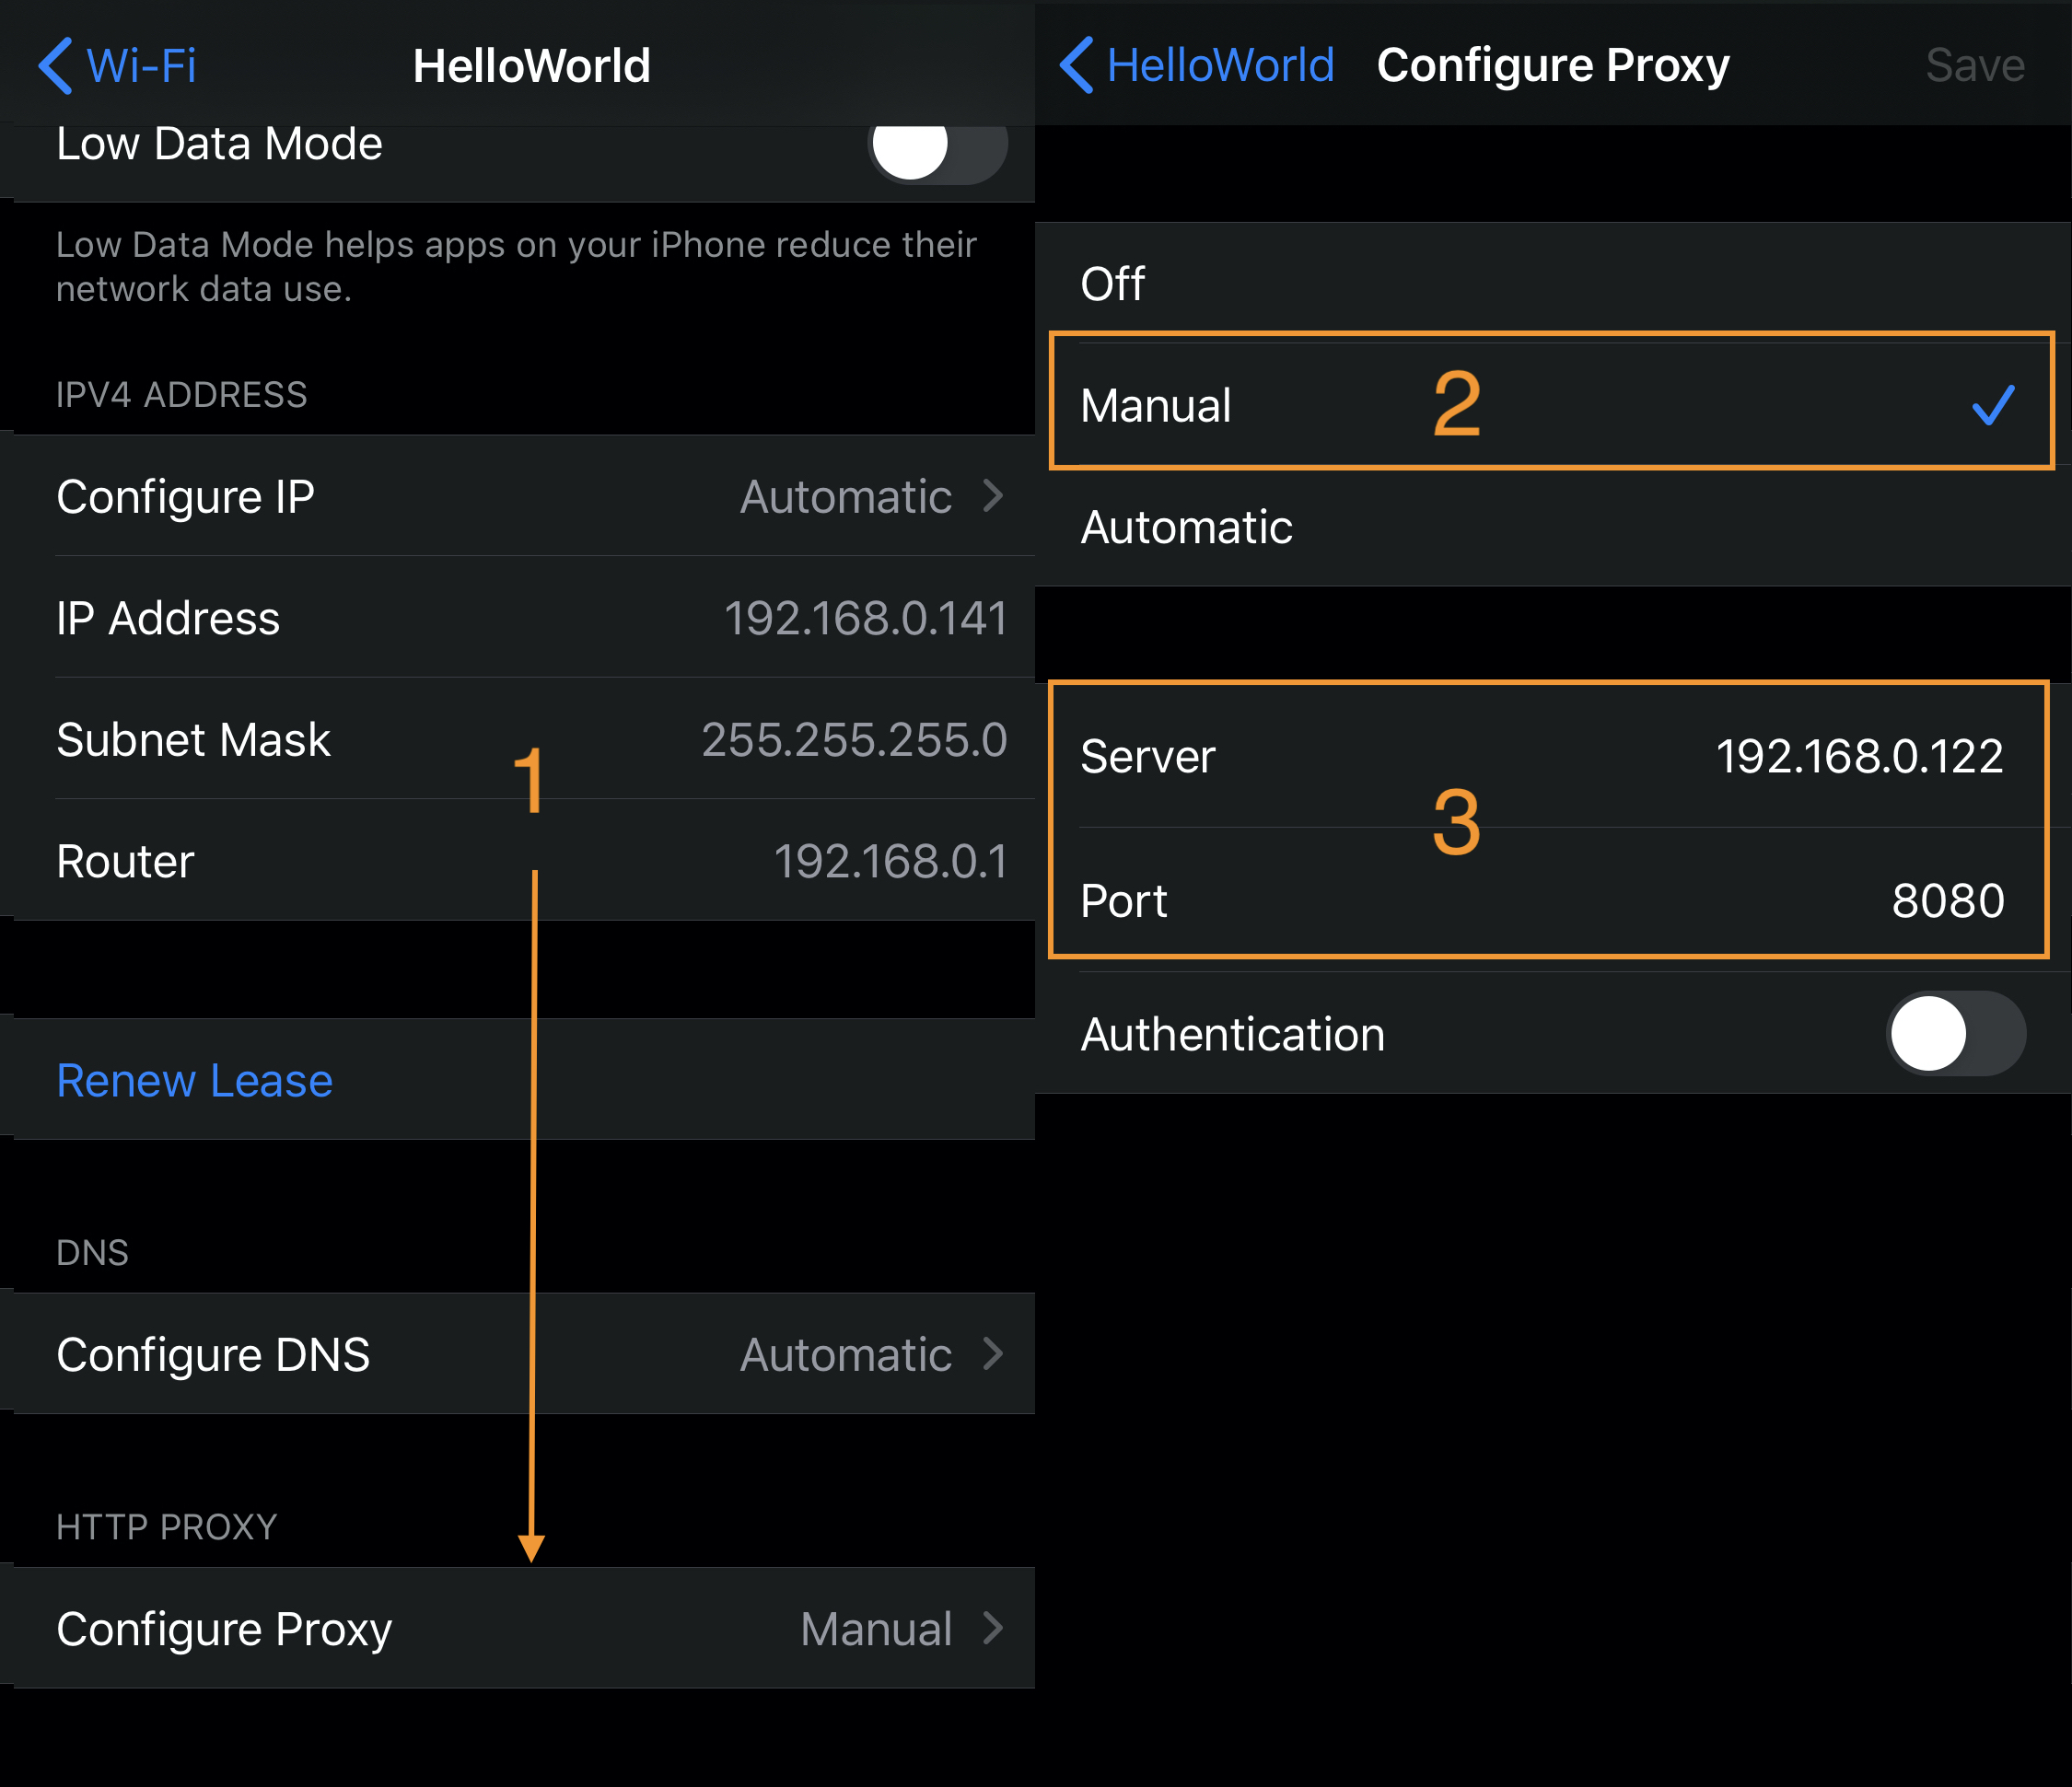 Wi-Fi
HelloWorld
Low Data Mode
Low Data Mode helps apps on your iPhone reduce their
network data use.
IPV4 ADDRESS
Configure IP Automatic
IP Address 192.168.0.141
Subnet Mask 255.255.255.0
1
Router 192.168.0.1
Renew Lease
DNS
Configure DNS Automatic
HTTP PROXY
Configure Proxy Manual
HelloWorld
Configure Proxy
Save
Off
Manual 2
Automatic
Server 192.168.0.122
3
Port 8080
Authentication